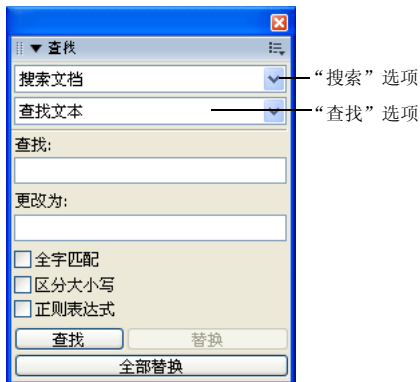 查找
搜索文档
“搜索”选项
查找文本
“查找”选项
查找:
更改为:
全字匹配
区分大小写
正则表达式
查找 替换
全部替换